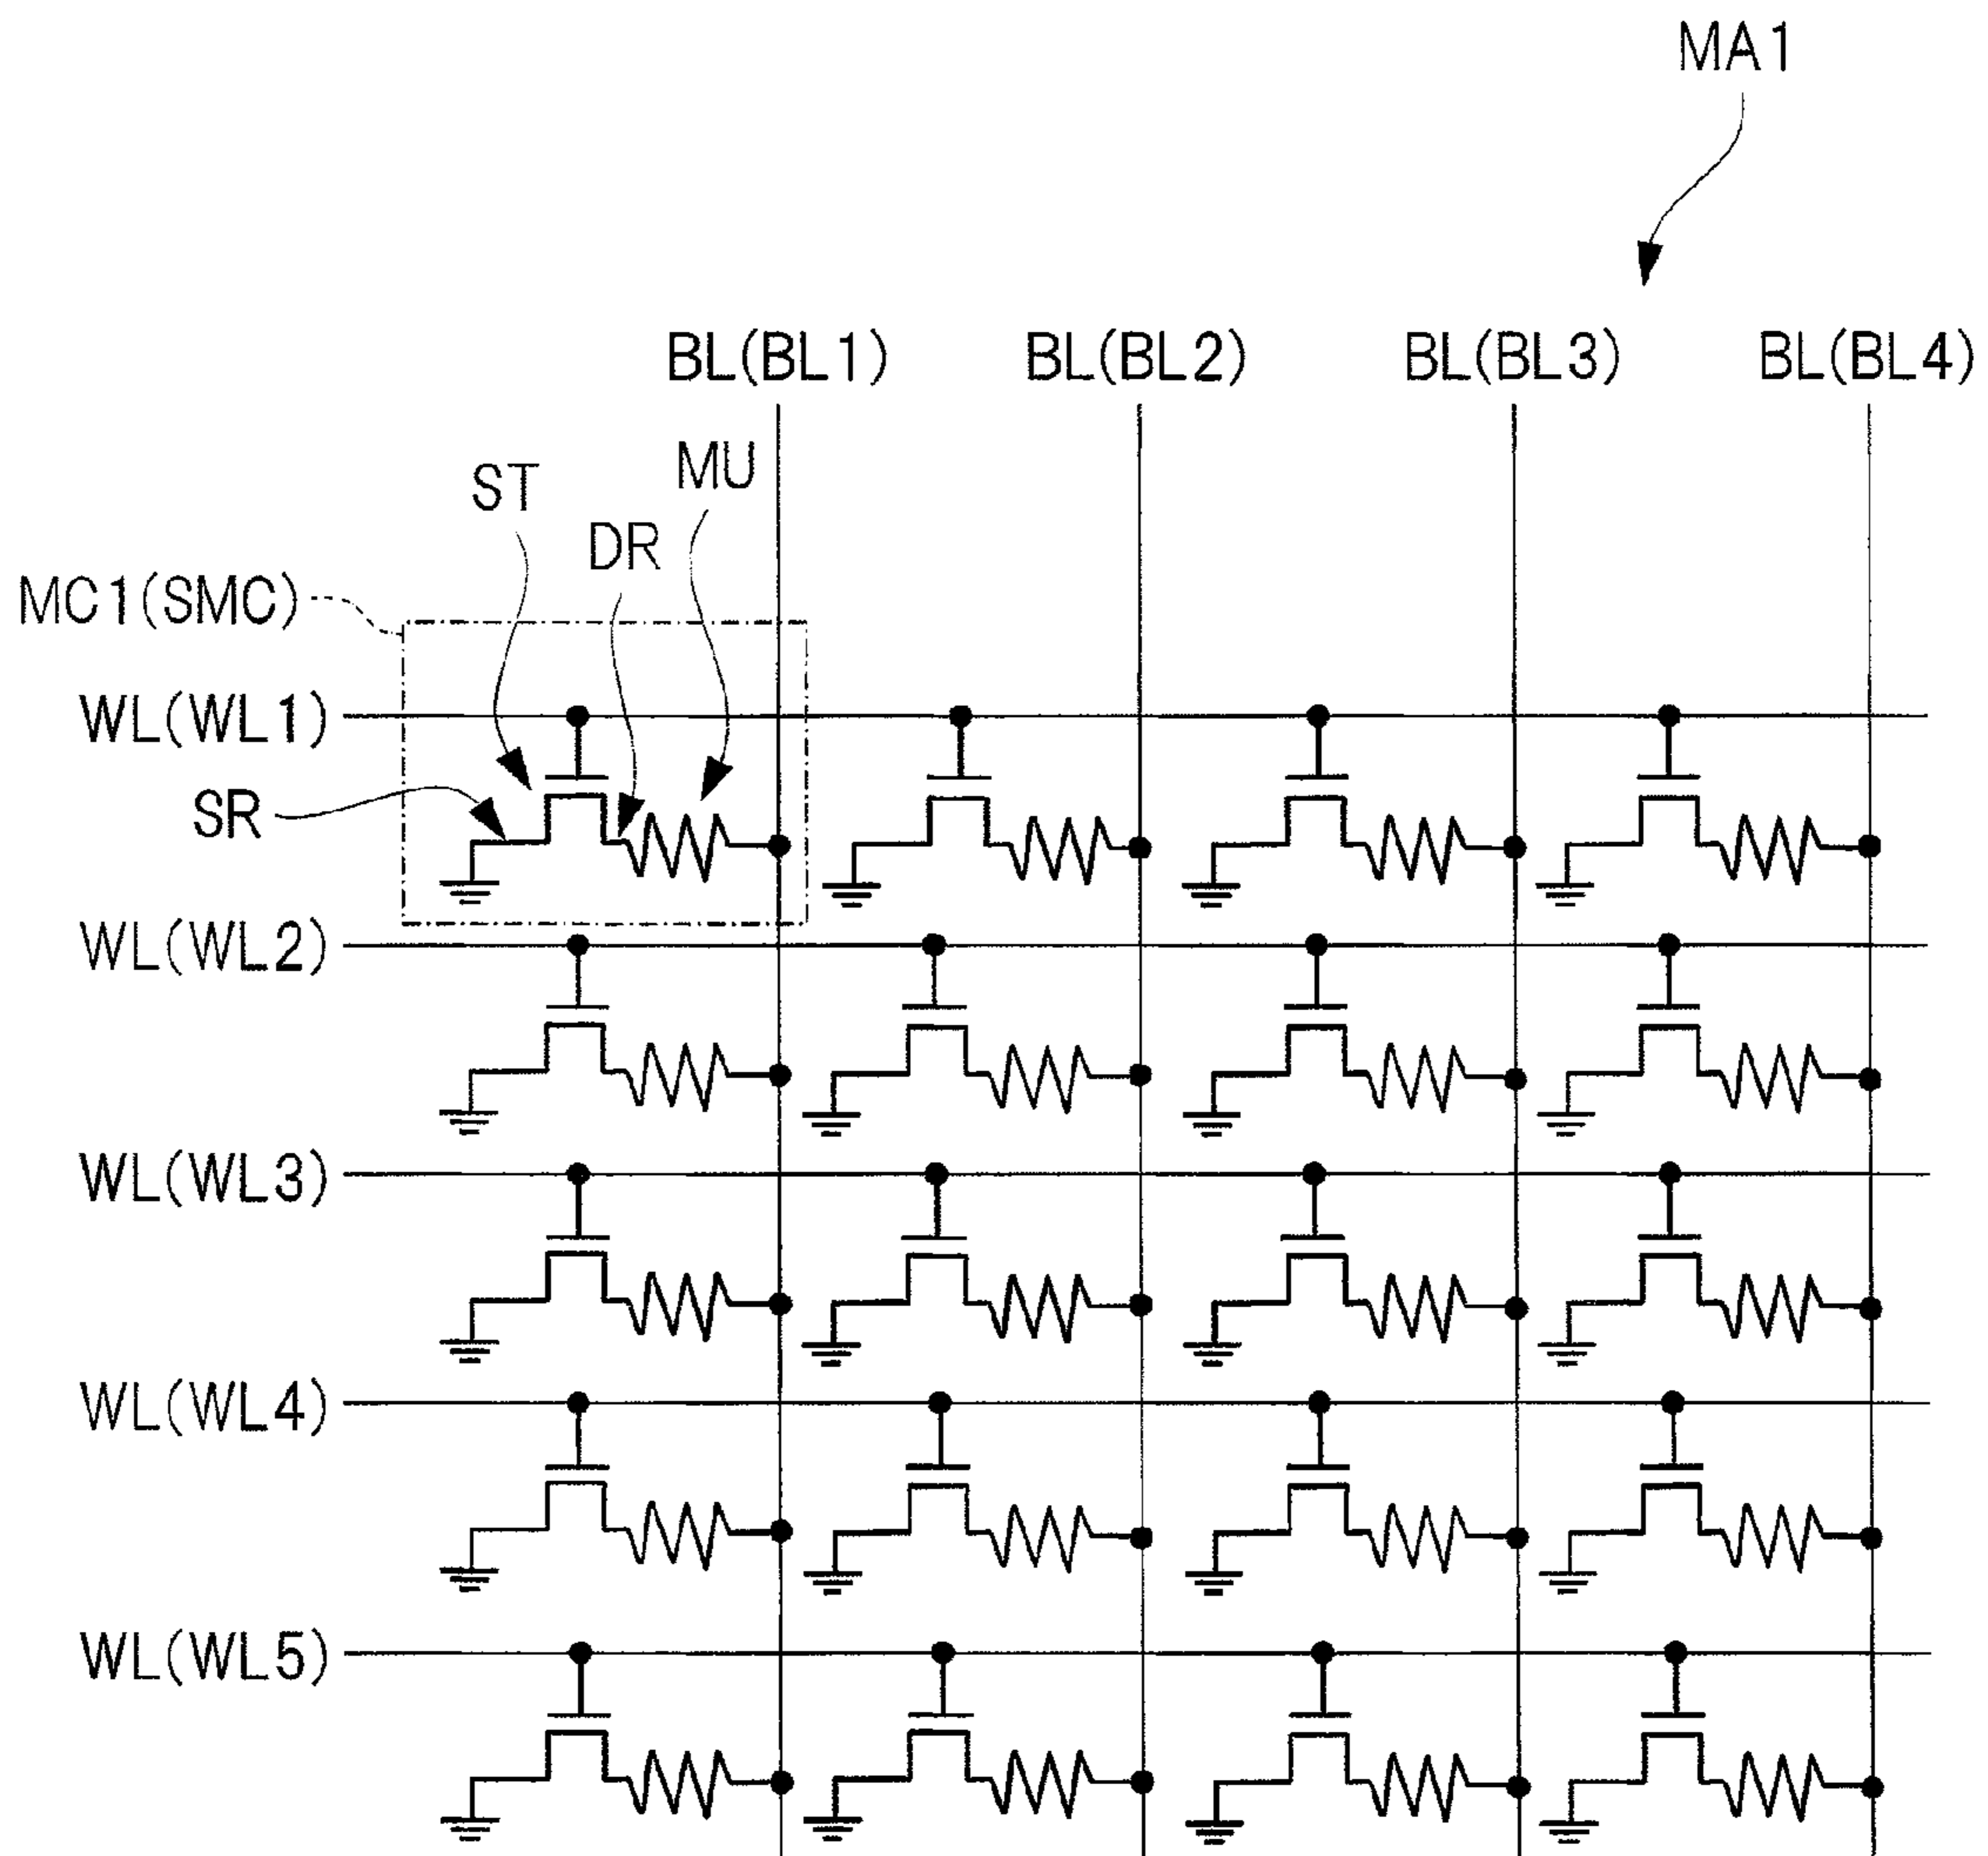 MA1
BL(BL1)
BL(BL2)
BL(BL3)
BL(BL4)
MU
ST
DR
MC1(SMC)
WL(WL1)
SR
WL(WL2)
WL(WL3)
WL(WL4)
WL(WL5)